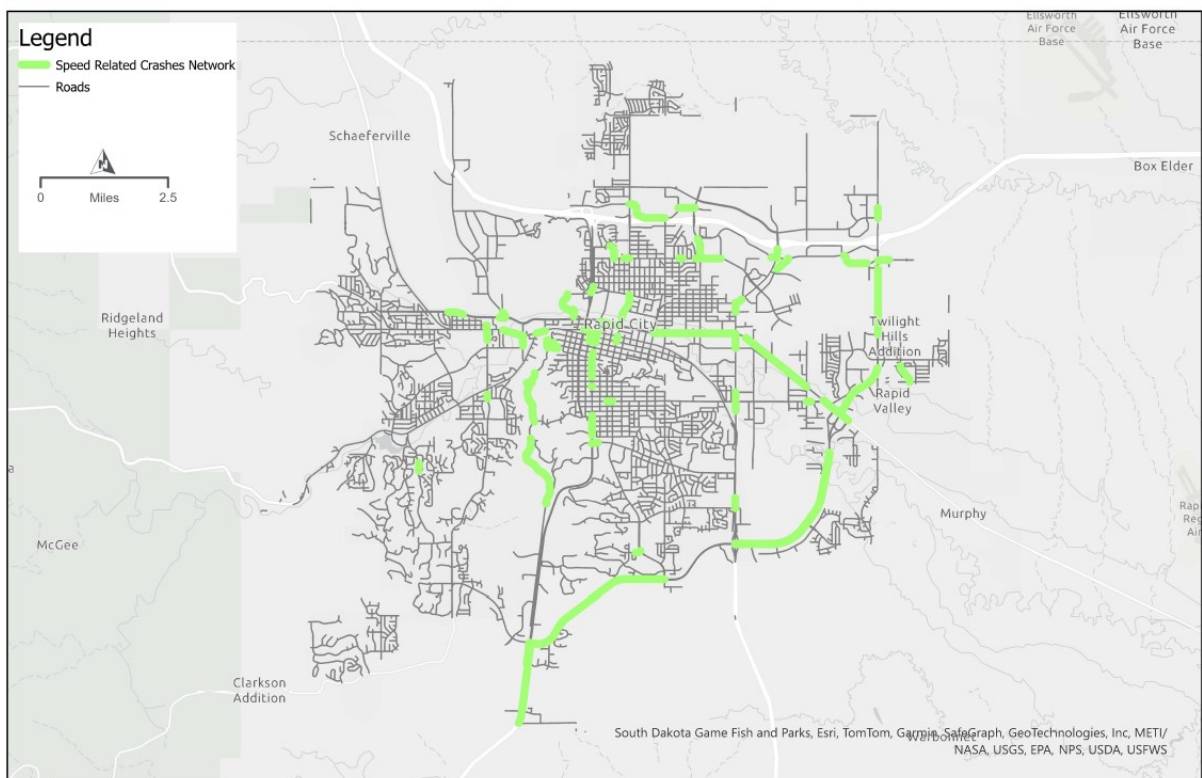 Legend
Speed Related Crashes Network
Roads
0 Miles 2.5
Ellsworth
Air Force
Base
Ellsworth
Air Force
Base
Schaeferville
Box Elder
Ridgeland
Heights
Rapid City
Twilight
Hills
Addition
Rapid
Valley
Murphy
McGee
Clarkson
Addition
South Dakota Game Fish and Parks, Esri, TomTom, Garmin, SafeGraph, GeoTechnologies, Inc, METI/
NASA, USGS, EPA, NPS, USDA, USFWS